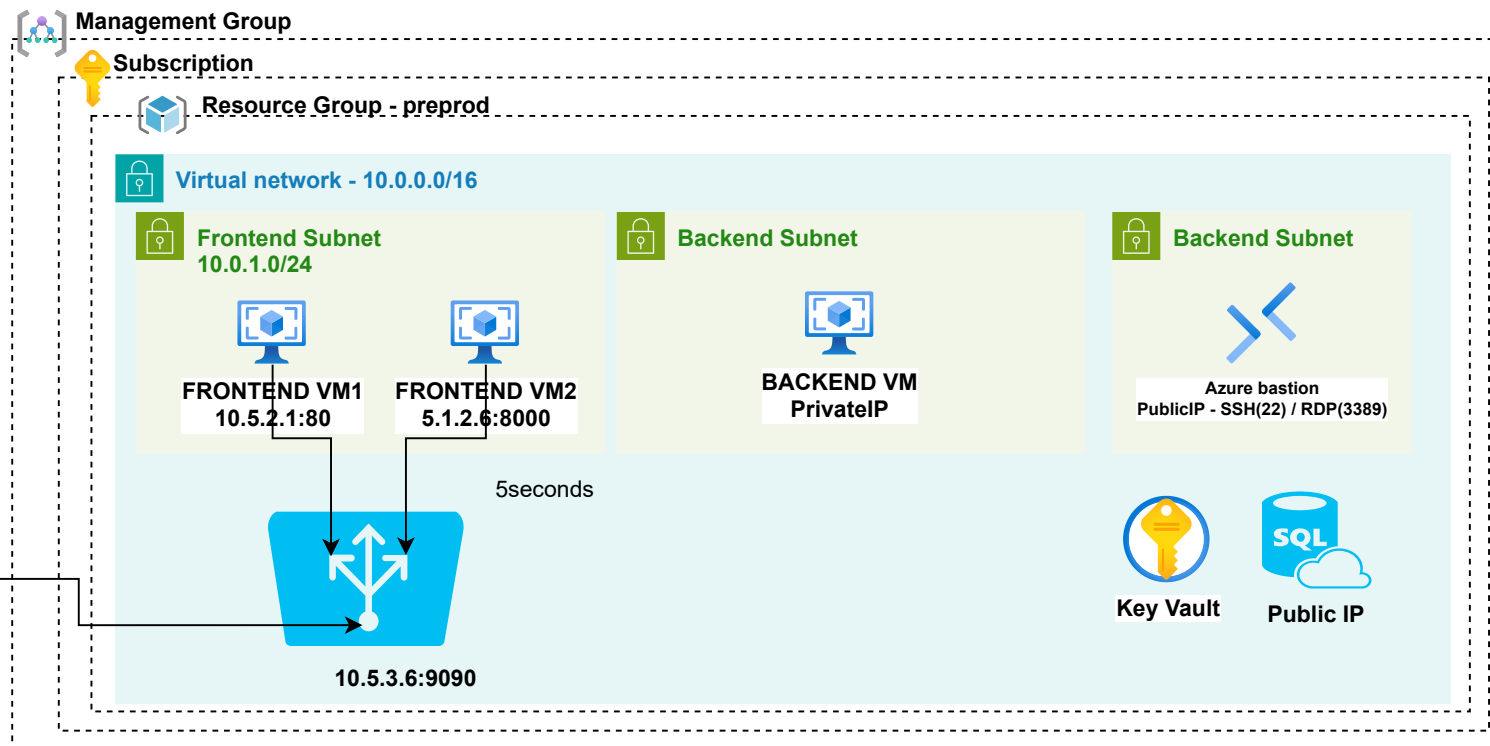 Management Group
Subscription
Resource Group - preprod
Virtual network - 10.0.0.0/16
Frontend Subnet
10.0.1.0/24
Backend Subnet
Backend Subnet
FRONTEND VM1
10.5.2.1:80
FRONTEND VM2
5.1.2.6:8000
BACKEND VM
PrivateIP
Azure bastion
PublicIP - SSH(22) / RDP(3389)
5seconds
SQL
Key Vault
Public IP
10.5.3.6:9090